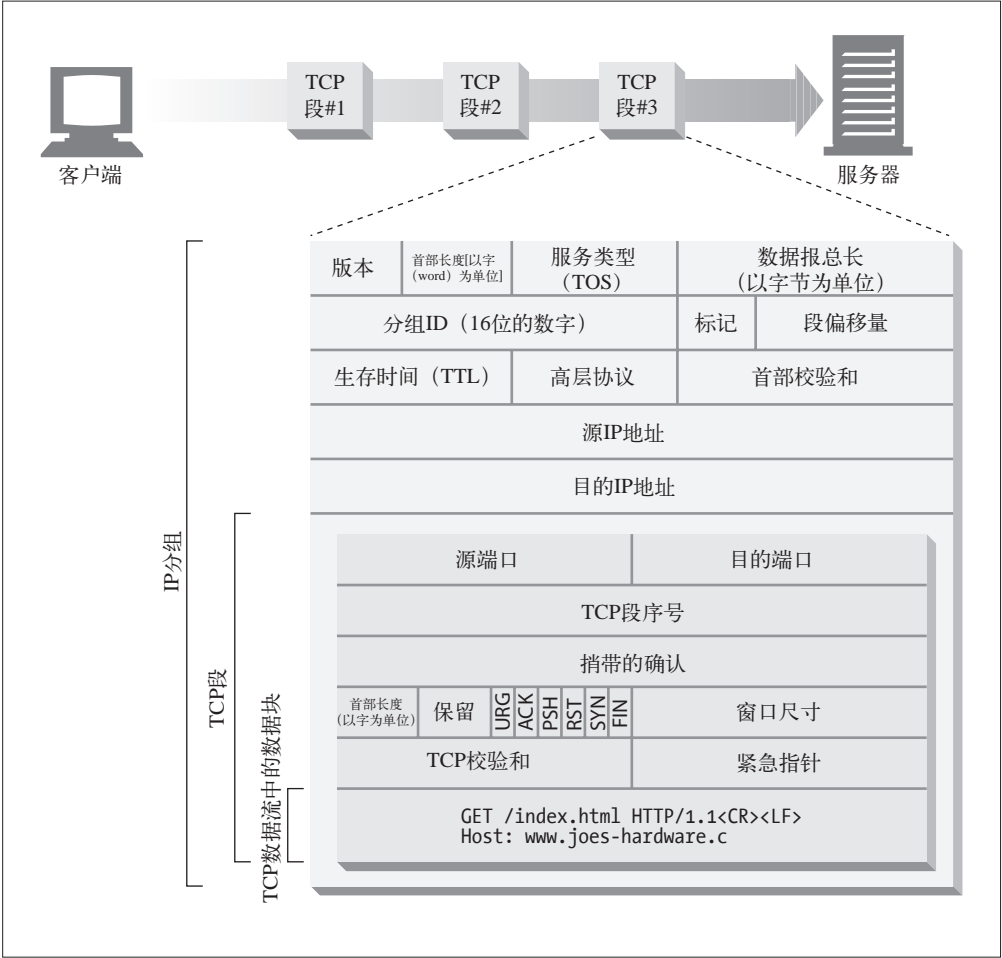 TCP
段#1
TCP
段#2
TCP
段#3
客户端
服务器
版本
首部长度[以字
（word）为单位]
服务类型
（TOS）
数据报总长
（以字节为单位）
分组ID（16位的数字）
标记
段偏移量
生存时间（TTL）
高层协议
首部校验和
源IP地址
目的IP地址
IP分组
TCP段
TCP数据流中的数据块
源端口
目的端口
TCP段序号
捎带的确认
首部长度
(以字为单位)
保留
URG
ACK
PSH
RST
SYN
FIN
窗口尺寸
TCP校验和
紧急指针
GET /index.html HTTP/1.1<CR><LF>
Host: www.joes-hardware.c